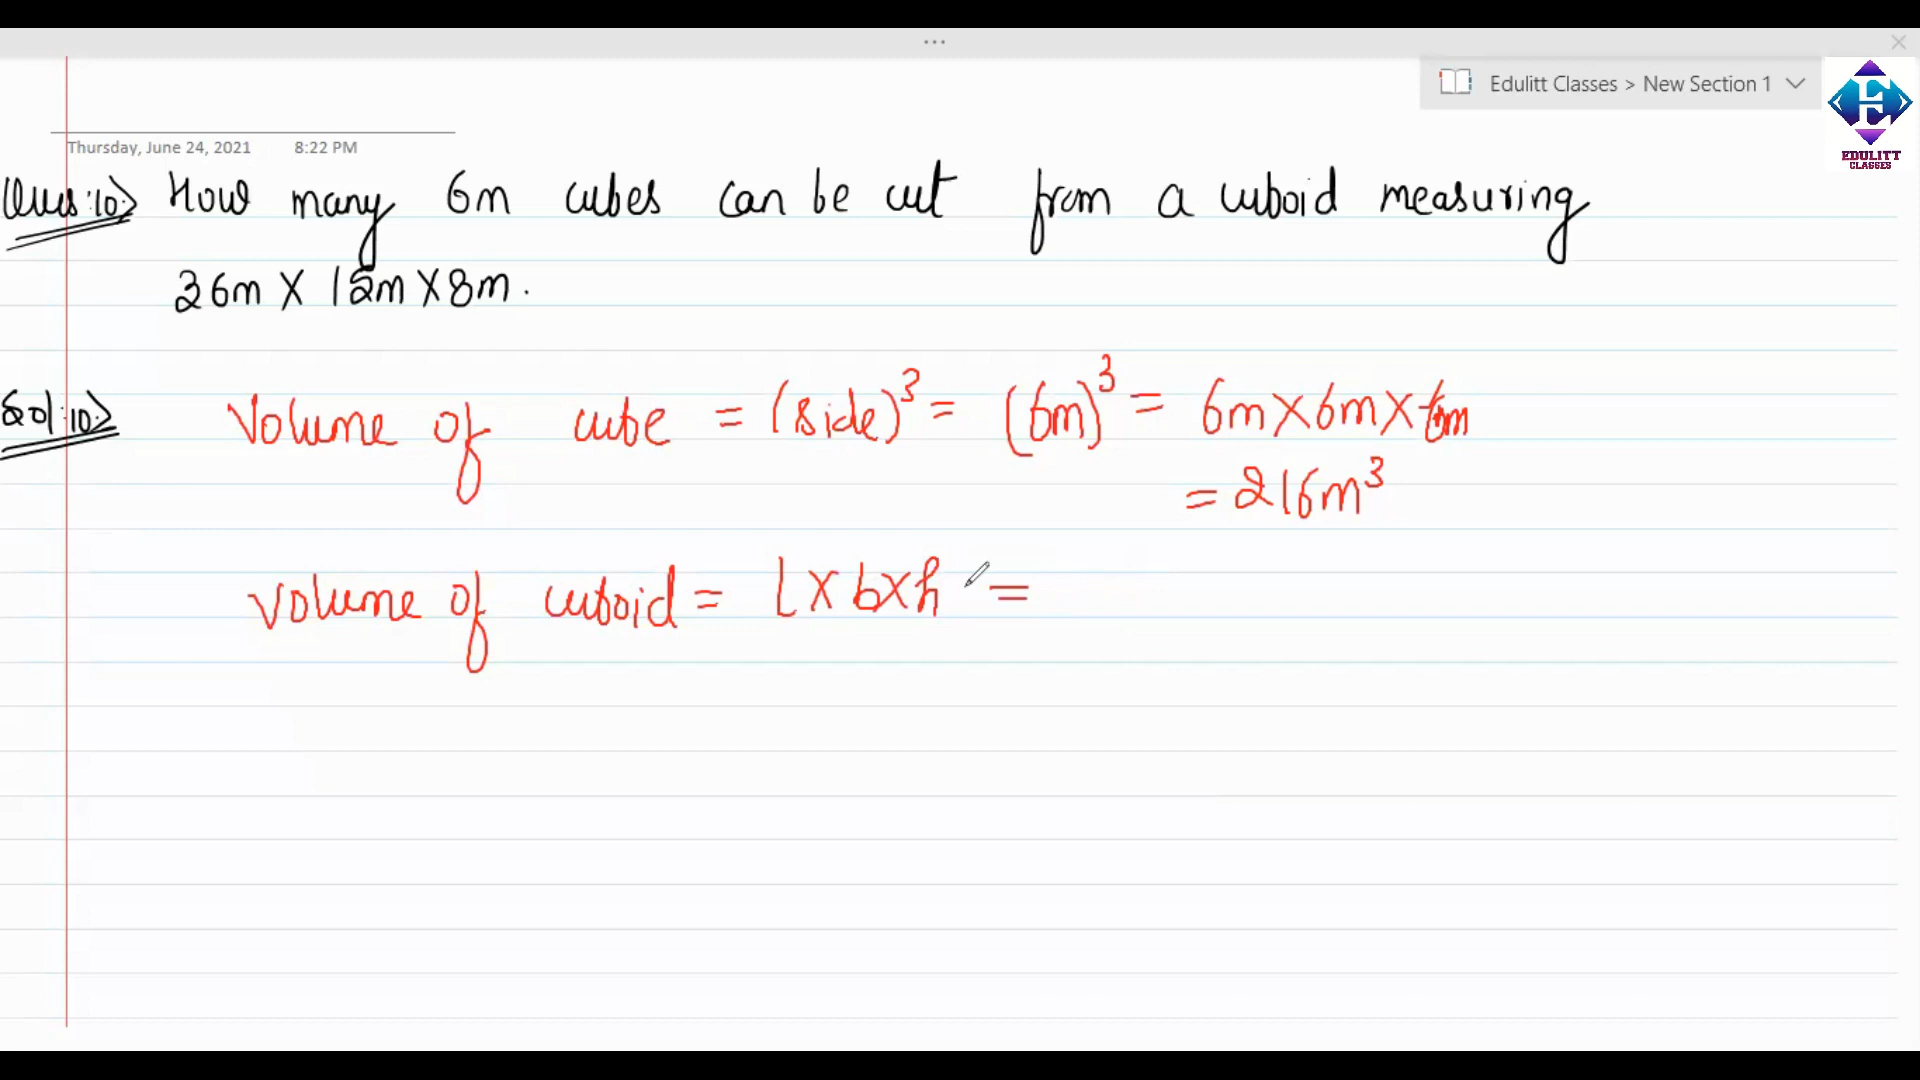 Edulitt Classes > New Section 1
EDULITT
CLASSES
Thursday, June 24, 2021 8:22 PM
Ques:10:> How many 6m cubes can be cut from a cuboid measuring
36m X 12m X 8m.
Sol:10:> Volume of cube = (side)³ = (6m)³ = 6m X 6m X 6m
= 216m³
Volume of cuboid = l X b X h =